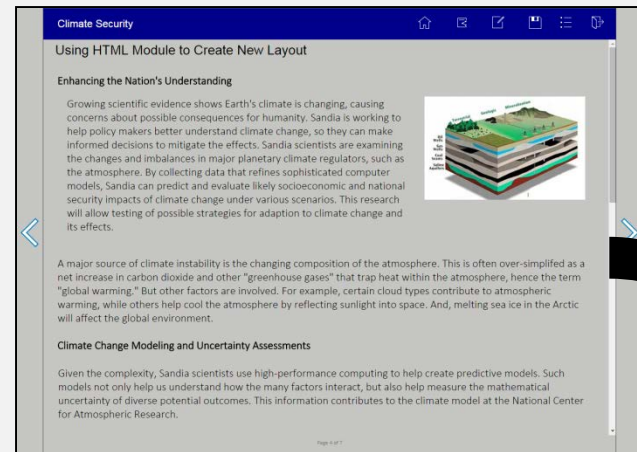 Climate Security
Using HTML Module to Create New Layout
Enhancing the Nation's Understanding
Growing scientific evidence shows Earth's climate is changing, causing
concerns about possible consequences for humanity. Sandia is working to
help policy makers better understand climate change, so they can make
informed decisions to mitigate the effects. Sandia scientists are examining
the changes and imbalances in major planetary climate regulators, such as
the atmosphere. By collecting data that refines sophisticated computer
models, Sandia can predict and evaluate likely socioeconomic and national
security impacts of climate change under various scenarios. This research
will allow testing of possible strategies for adaption to climate change and
its effects.
A major source of climate instability is the changing composition of the atmosphere. This is often over-simplifed as a
net increase in carbon dioxide and other "greenhouse gases" that trap heat within the atmosphere, hence the term
"global warming." But other factors are involved. For example, certain cloud types contribute to atmospheric
warming, while others help cool the atmosphere by reflecting sunlight into space. And, melting sea ice in the Arctic
will affect the global environment.
Climate Change Modeling and Uncertainty Assessments
Given the complexity, Sandia scientists use high-performance computing to help create predictive models. Such
models not only help us understand how the many factors interact, but also help measure the mathematical
uncertainty of diverse potential outcomes. This information contributes to the climate model at the National Center
for Atmospheric Research.
Page 4 of 7